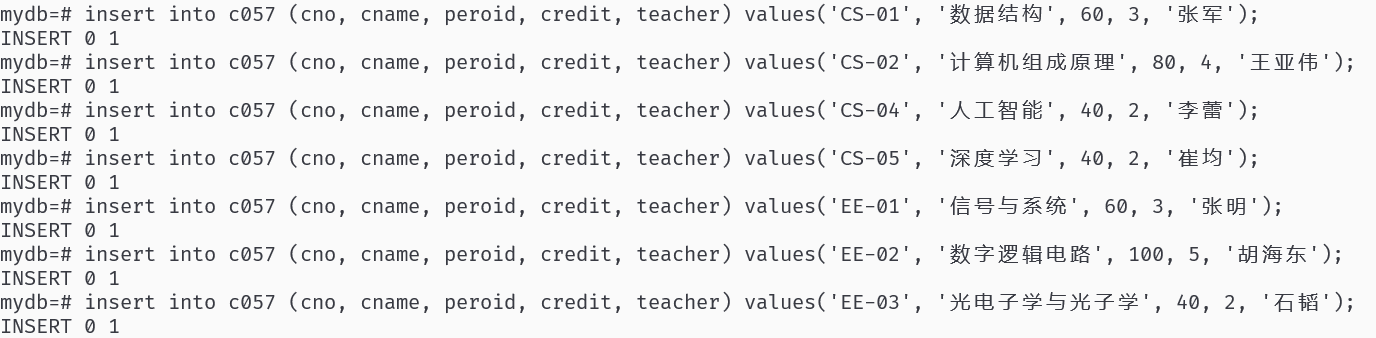 mydb=# insert into c057 (cno, cname, peroid, credit, teacher) values('CS-01', '数据结构', 60, 3, '张军');
INSERT 0 1
mydb=# insert into c057 (cno, cname, peroid, credit, teacher) values('CS-02', '计算机组成原理', 80, 4, '王亚伟');
INSERT 0 1
mydb=# insert into c057 (cno, cname, peroid, credit, teacher) values('CS-04', '人工智能', 40, 2, '李蕾');
INSERT 0 1
mydb=# insert into c057 (cno, cname, peroid, credit, teacher) values('CS-05', '深度学习', 40, 2, '崔均');
INSERT 0 1
mydb=# insert into c057 (cno, cname, peroid, credit, teacher) values('EE-01', '信号与系统', 60, 3, '张明');
INSERT 0 1
mydb=# insert into c057 (cno, cname, peroid, credit, teacher) values('EE-02', '数字逻辑电路', 100, 5, '胡海东');
INSERT 0 1
mydb=# insert into c057 (cno, cname, peroid, credit, teacher) values('EE-03', '光电子学与光子学', 40, 2, '石韬');
INSERT 0 1